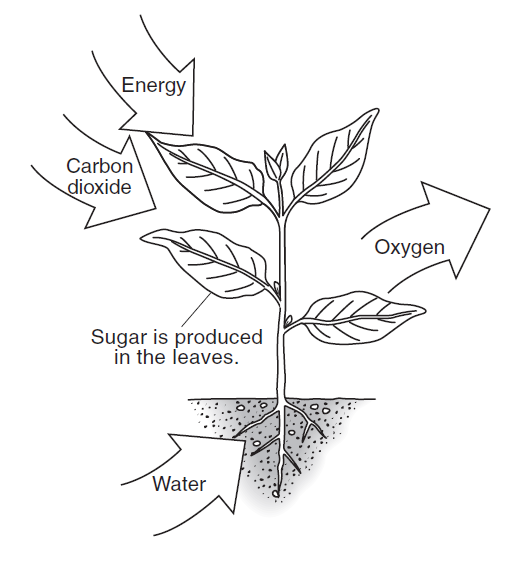 Energy
Carbon
dioxide
Oxygen
Sugar is produced
in the leaves.
Water